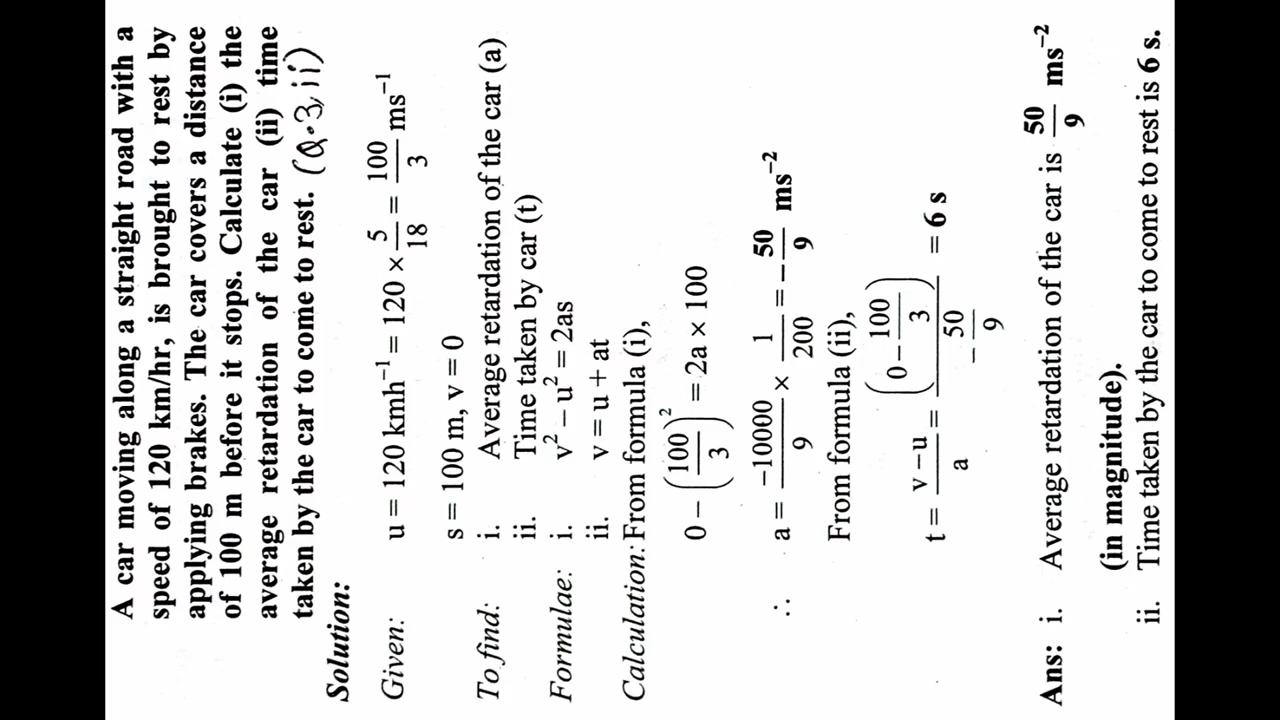 A car moving along a straight road with a
speed of 120 km/hr, is brought to rest by
applying brakes. The car covers a distance
of 100 m before it stops. Calculate (i) the
average retardation of the car (ii) time
taken by the car to come to rest. (Q.3, ii)
Solution:
Given: u = 120 kmh⁻¹ = 120 × 5/18 = 100/3 ms⁻¹
s = 100 m, v = 0
To find: i. Average retardation of the car (a)
ii. Time taken by car (t)
Formulae: i. v² − u² = 2as
ii. v = u + at
Calculation: From formula (i),
0 − (100/3)² = 2a × 100
∴ a = −10000/9 × 1/200 = −50/9 ms⁻²
From formula (ii),
t = (v − u)/a = (0 − 100/3)/(−50/9) = 6 s
Ans: i. Average retardation of the car is 50/9 ms⁻²
(in magnitude).
ii. Time taken by the car to come to rest is 6 s.